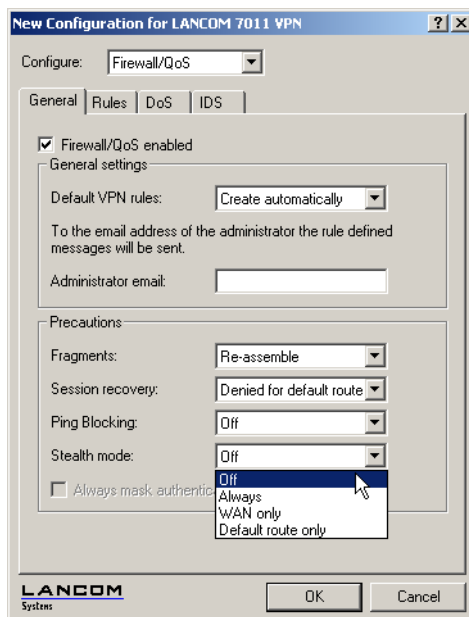 New Configuration for LANCOM 7011 VPN
Configure: Firewall/QoS
General Rules DoS IDS
Firewall/QoS enabled
General settings
Default VPN rules: Create automatically
To the email address of the administrator the rule defined
messages will be sent.
Administrator email:
Precautions
Fragments: Re-assemble
Session recovery: Denied for default route
Ping Blocking: Off
Stealth mode: Off
Off
Always mask authentic
Always
WAN only
Default route only
LANCOM
Systems
OK Cancel